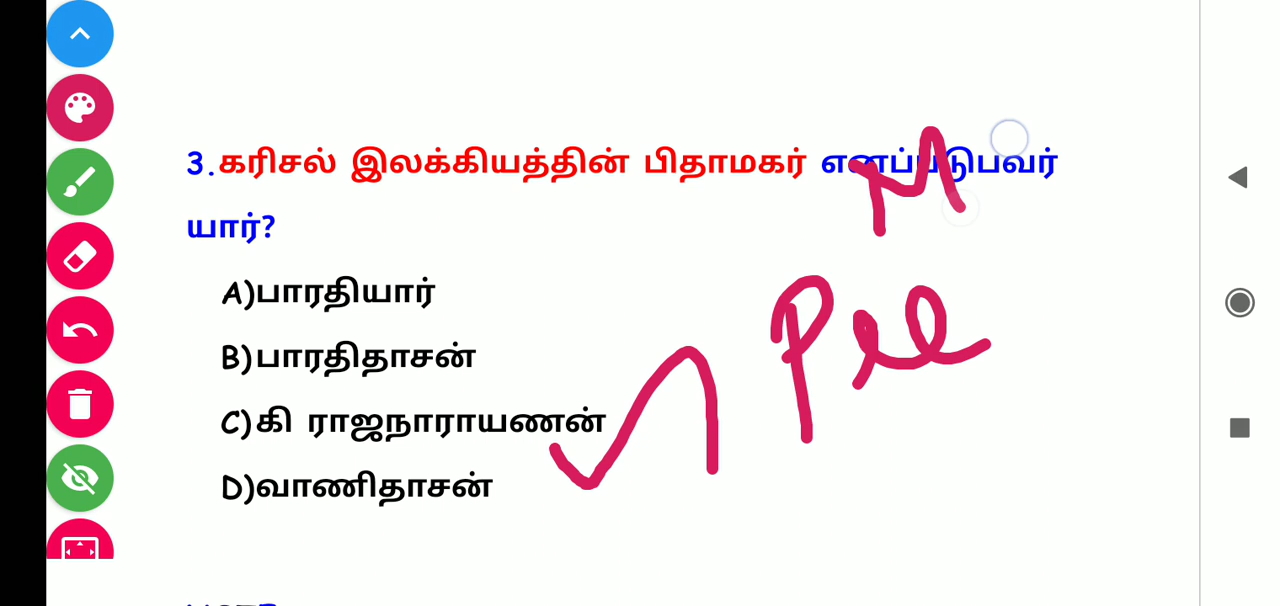 3.கரிசல் இலக்கியத்தின் பிதாமகர் எனப்படுபவர்
யார்?
A)பாரதியார்
B)பாரதிதாசன்
C)கி ராஜநாராயணன்
D)வாணிதாசன்
M